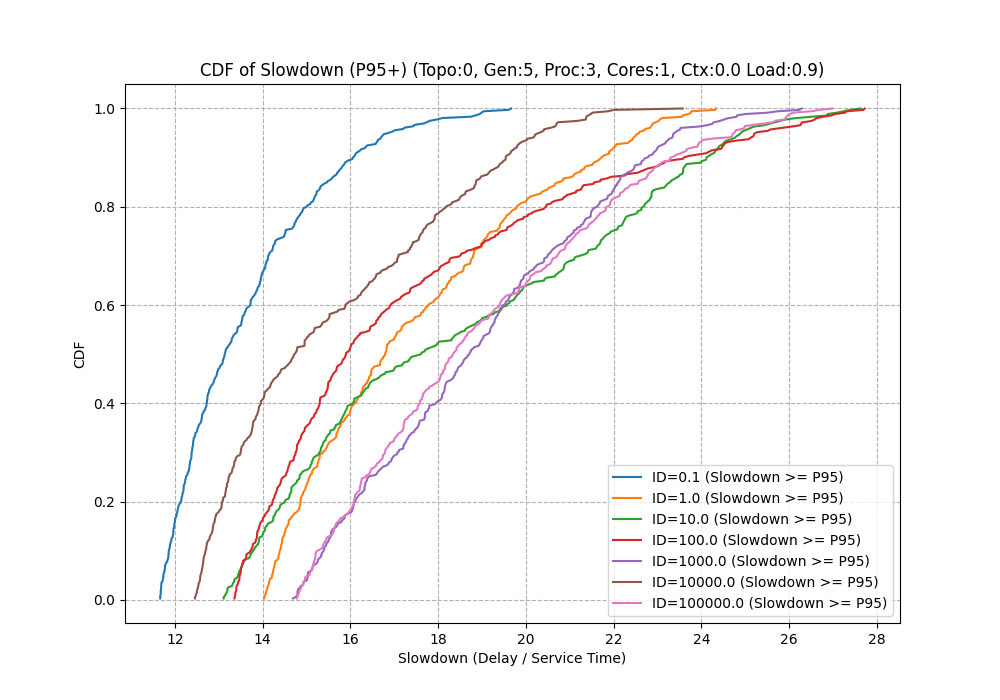 CDF of Slowdown (P95+) (Topo:0, Gen:5, Proc:3, Cores:1, Ctx:0.0 Load:0.9)
CDF
1.0
0.8
0.6
0.4
0.2
0.0
12 14 16 18 20 22 24 26 28
Slowdown (Delay / Service Time)
ID=0.1 (Slowdown >= P95)
ID=1.0 (Slowdown >= P95)
ID=10.0 (Slowdown >= P95)
ID=100.0 (Slowdown >= P95)
ID=1000.0 (Slowdown >= P95)
ID=10000.0 (Slowdown >= P95)
ID=100000.0 (Slowdown >= P95)